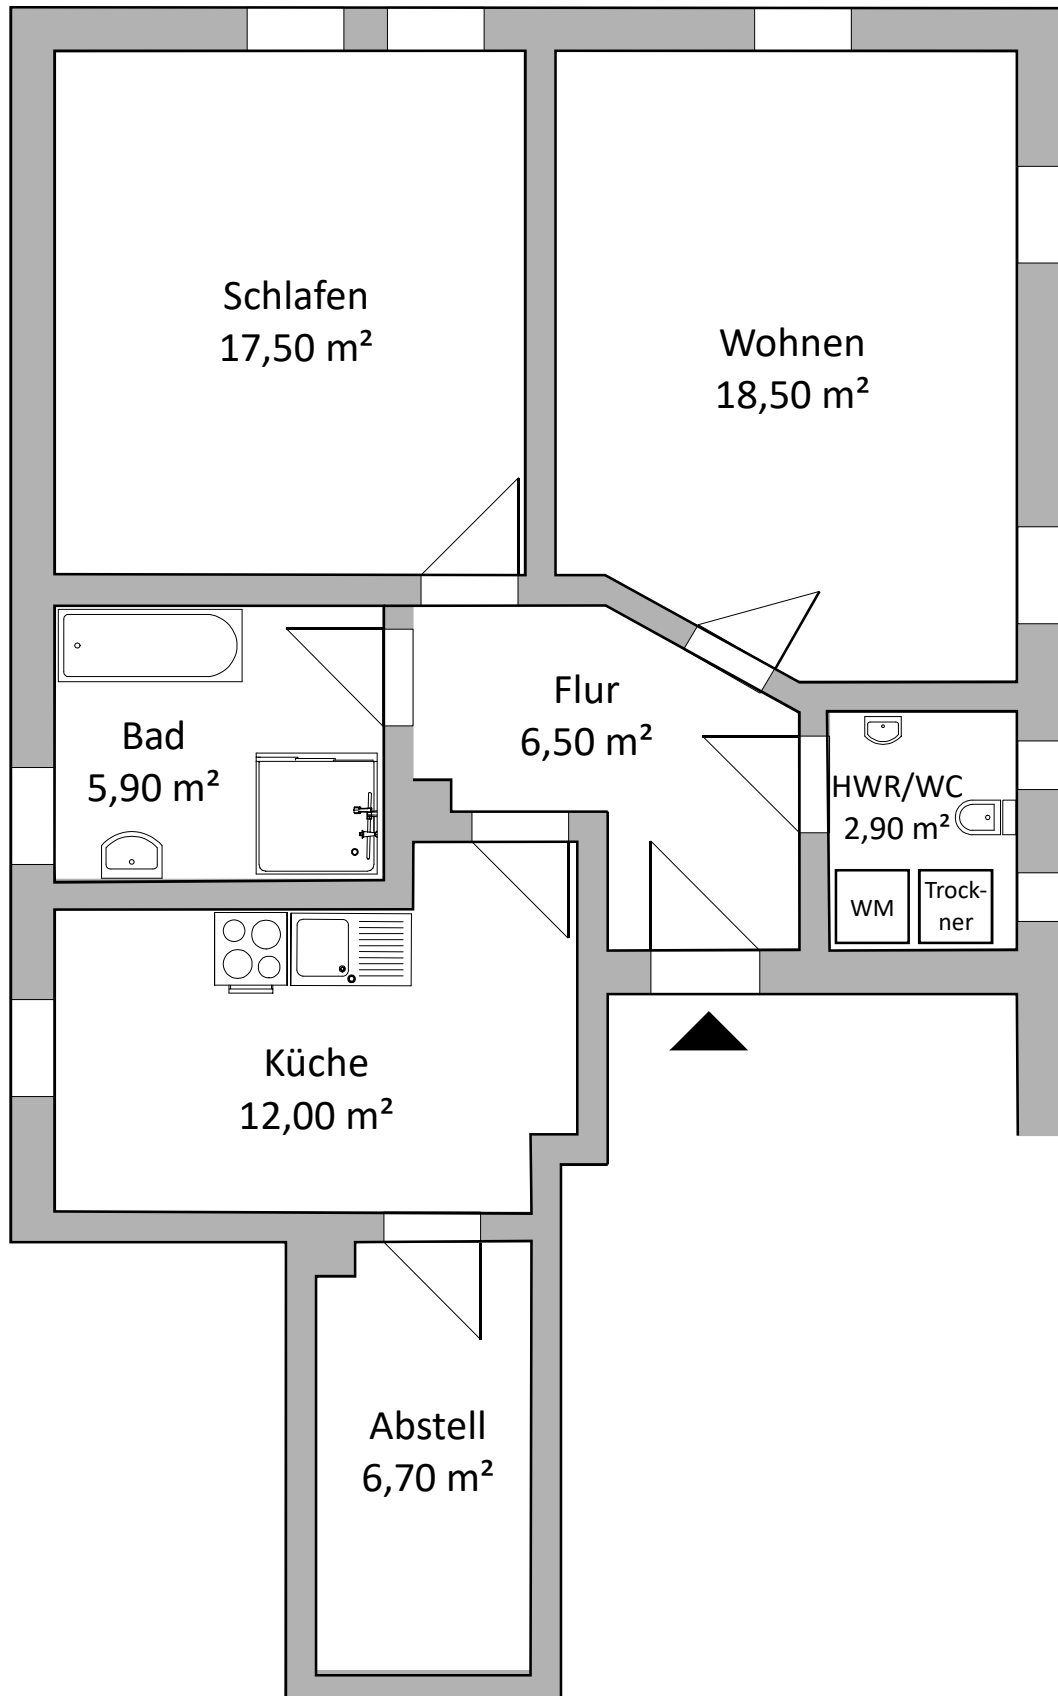 Schlafen
17,50 m²
Wohnen
18,50 m²
Flur
6,50 m²
Bad
5,90 m²
HWR/WC
2,90 m²
WM
Trock-
ner
Küche
12,00 m²
Abstell
6,70 m²